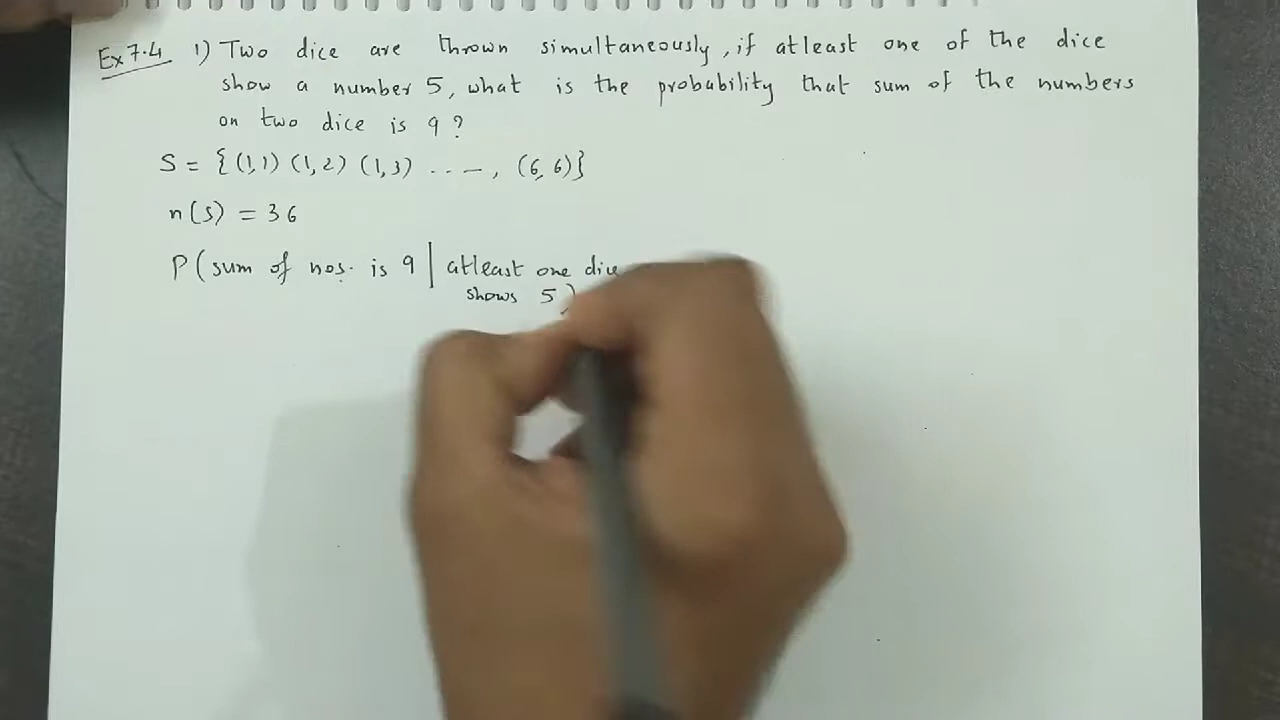 Ex 7.4 1) Two dice are thrown simultaneously, if atleast one of the dice
show a number 5, what is the probability that sum of the numbers
on two dice is 9?
S = {(1,1) (1,2) (1,3) ..--, (6,6)}
n(S) = 36
P(sum of nos. is 9 | atleast one dice
shows 5)